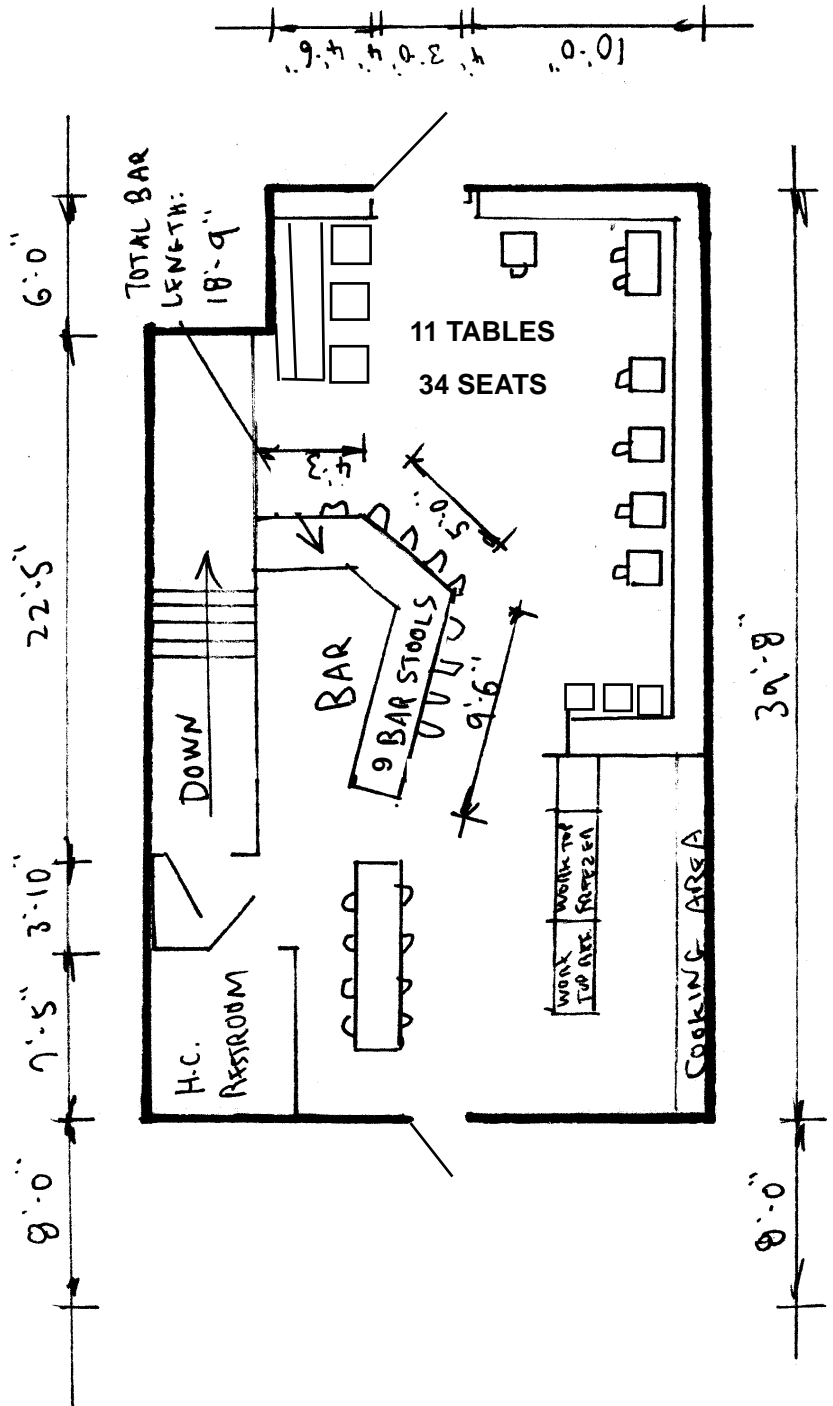 4'-6"
4"
3'-0"
4"
10'-0"
TOTAL BAR
LENGTH:
18'-9"
6'-0"
11 TABLES
34 SEATS
4'-3
5'-0"
22'-5"
BAR
9 BAR STOOLS
9'-6"
39'-8"
DOWN
3'-10"
WORK TOP
FREEZER
WORK
TOP REF.
COOKING AREA
7'-5"
H.C.
RESTROOM
8'-0"
8'-0"